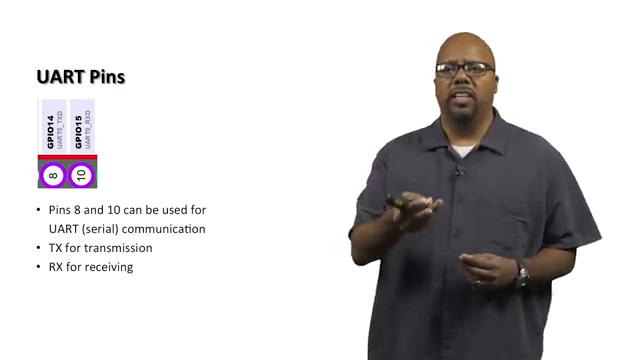 UART Pins
GPIO14
UART0_TXD
GPIO15
UART0_RXD
8
10
• Pins 8 and 10 can be used for
UART (serial) communication
• TX for transmission
• RX for receiving